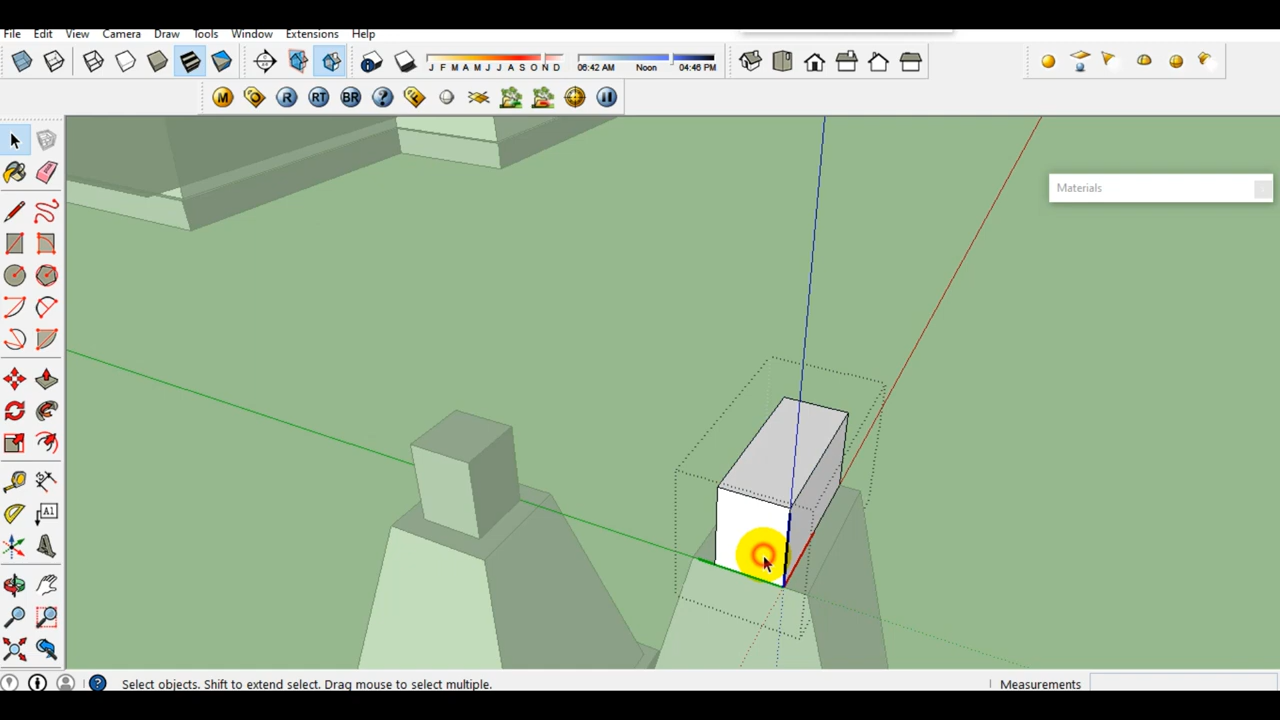 File Edit View Camera Draw Tools Window Extensions Help
J F M A M J J A S O N D 06:42 AM Noon 04:46 PM
M R RT BR ?
Materials
A1
Select objects. Shift to extend select. Drag mouse to select multiple. Measurements